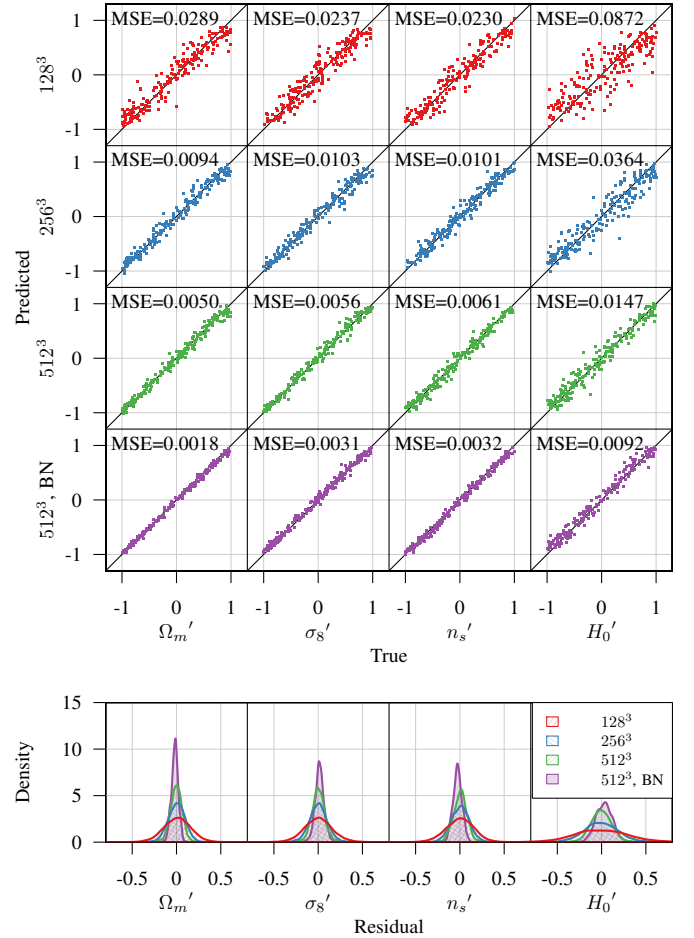 MSE=0.0289 MSE=0.0237 MSE=0.0230 MSE=0.0872
1
0
-1
128³
MSE=0.0094 MSE=0.0103 MSE=0.0101 MSE=0.0364
1
0
-1
256³
MSE=0.0050 MSE=0.0056 MSE=0.0061 MSE=0.0147
1
0
-1
512³
MSE=0.0018 MSE=0.0031 MSE=0.0032 MSE=0.0092
1
0
-1
512³, BN
Predicted
-1 0 1 -1 0 1 -1 0 1 -1 0 1
Ωₘ′ σ₈′ nₛ′ H₀′
True
15
10
5
0
Density
128³
256³
512³
512³, BN
-0.5 0 0.5 -0.5 0 0.5 -0.5 0 0.5 -0.5 0 0.5
Ωₘ′ σ₈′ nₛ′ H₀′
Residual